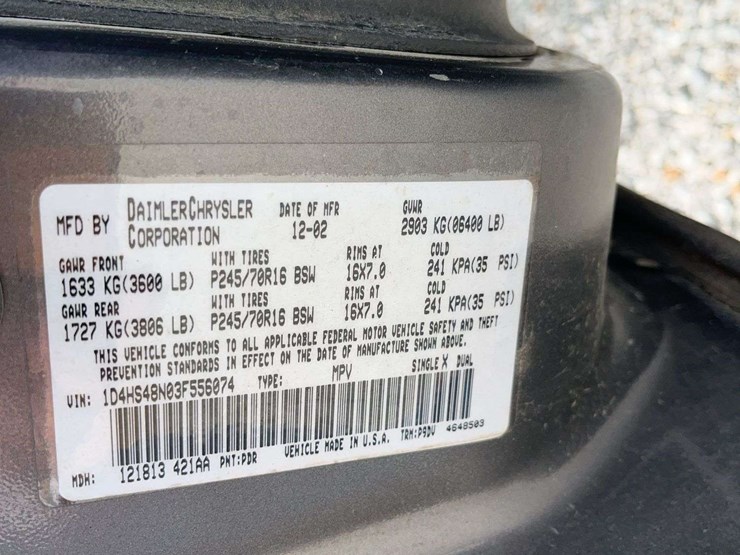 MFD BY DAIMLERCHRYSLER CORPORATION DATE OF MFR 12-02 GVWR 2903 KG(06400 LB)
GAWR FRONT WITH TIRES RIMS AT COLD
1633 KG(3600 LB) P245/70R16 BSW 16X7.0 241 KPA(35 PSI)
GAWR REAR WITH TIRES RIMS AT COLD
1727 KG(3806 LB) P245/70R16 BSW 16X7.0 241 KPA(35 PSI)
THIS VEHICLE CONFORMS TO ALL APPLICABLE FEDERAL MOTOR VEHICLE SAFETY AND THEFT
PREVENTION STANDARDS IN EFFECT ON THE DATE OF MANUFACTURE SHOWN ABOVE.
VIN: 1D4HS48N03F556074 TYPE: MPV SINGLE X DUAL
MDH: 121813 421AA PNT:PDR VEHICLE MADE IN U.S.A. TRM:P9DV 4648503